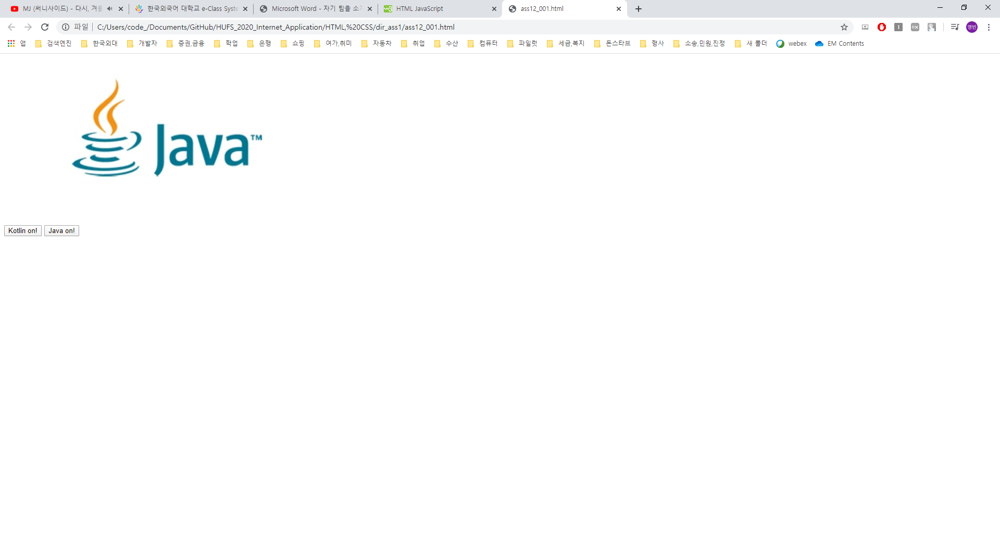 MJ (써니사이드) - 다시, 겨울
한국외국어 대학교 e-Class Syste
Microsoft Word - 자기 팀을 소개
HTML JavaScript
ass12_001.html
파일 C:/Users/code_/Documents/GitHub/HUFS_2020_Internet_Application/HTML,%20CSS/dir_ass1/ass12_001.html 영빈
앱 검색엔진 한국외대 개발자 증권,금융 학업 은행 쇼핑 여가,취미 자동차 취업 수산 컴퓨터 파일럿 세금,복지 돈스타브 형사 소송,민원,진정 새 폴더 webex EM Contents
Java™
Kotlin on! Java on!